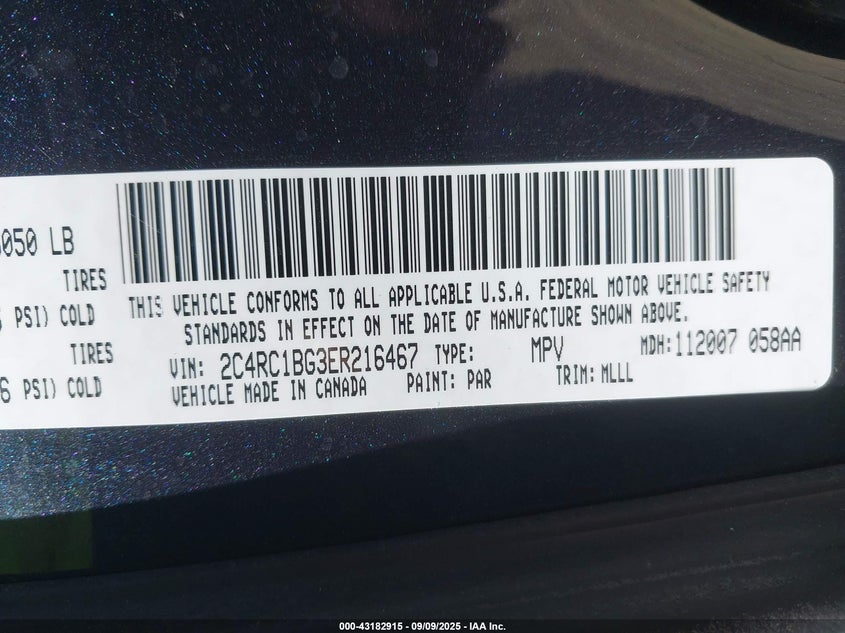 050 LB
TIRES
PSI) COLD
TIRES
6 PSI) COLD
THIS VEHICLE CONFORMS TO ALL APPLICABLE U.S.A. FEDERAL MOTOR VEHICLE SAFETY
STANDARDS IN EFFECT ON THE DATE OF MANUFACTURE SHOWN ABOVE.
VIN: 2C4RC1BG3ER216467 TYPE: MPV MDH:112007 058AA
VEHICLE MADE IN CANADA PAINT: PAR TRIM: MLLL
000-43182915 - 09/09/2025 - IAA Inc.